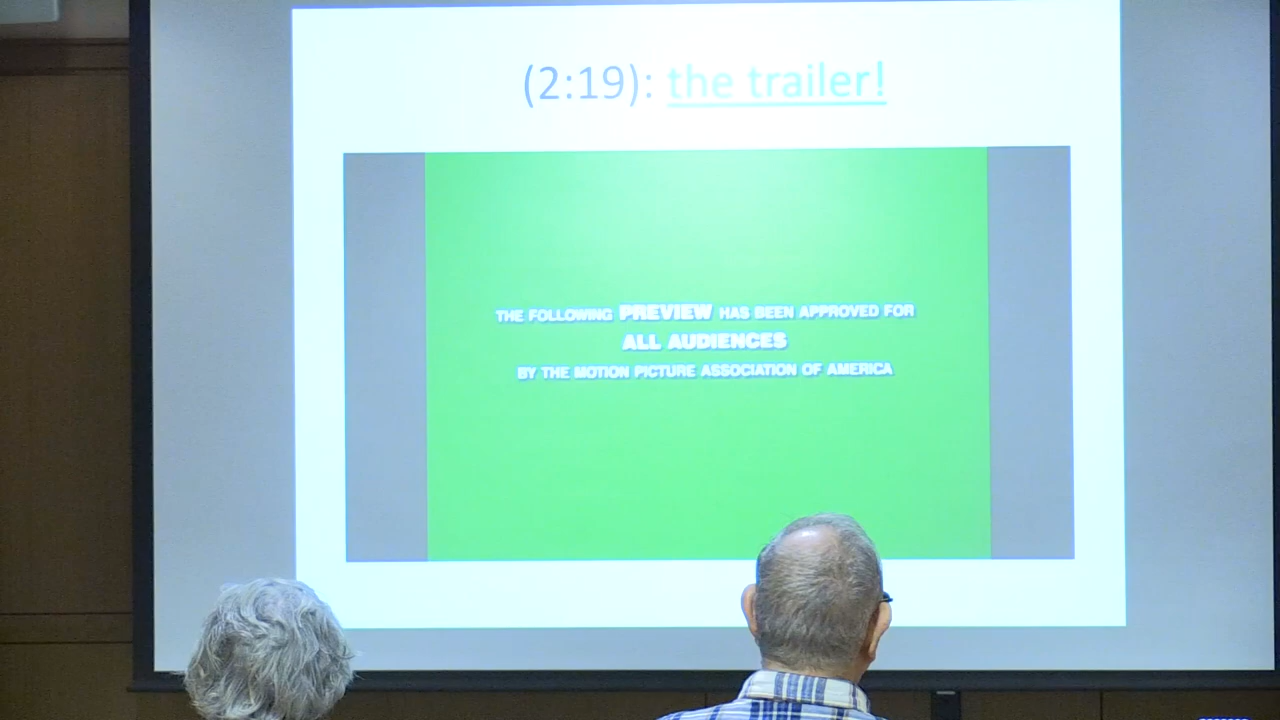 (2:19): the trailer!
THE FOLLOWING PREVIEW HAS BEEN APPROVED FOR
ALL AUDIENCES
BY THE MOTION PICTURE ASSOCIATION OF AMERICA